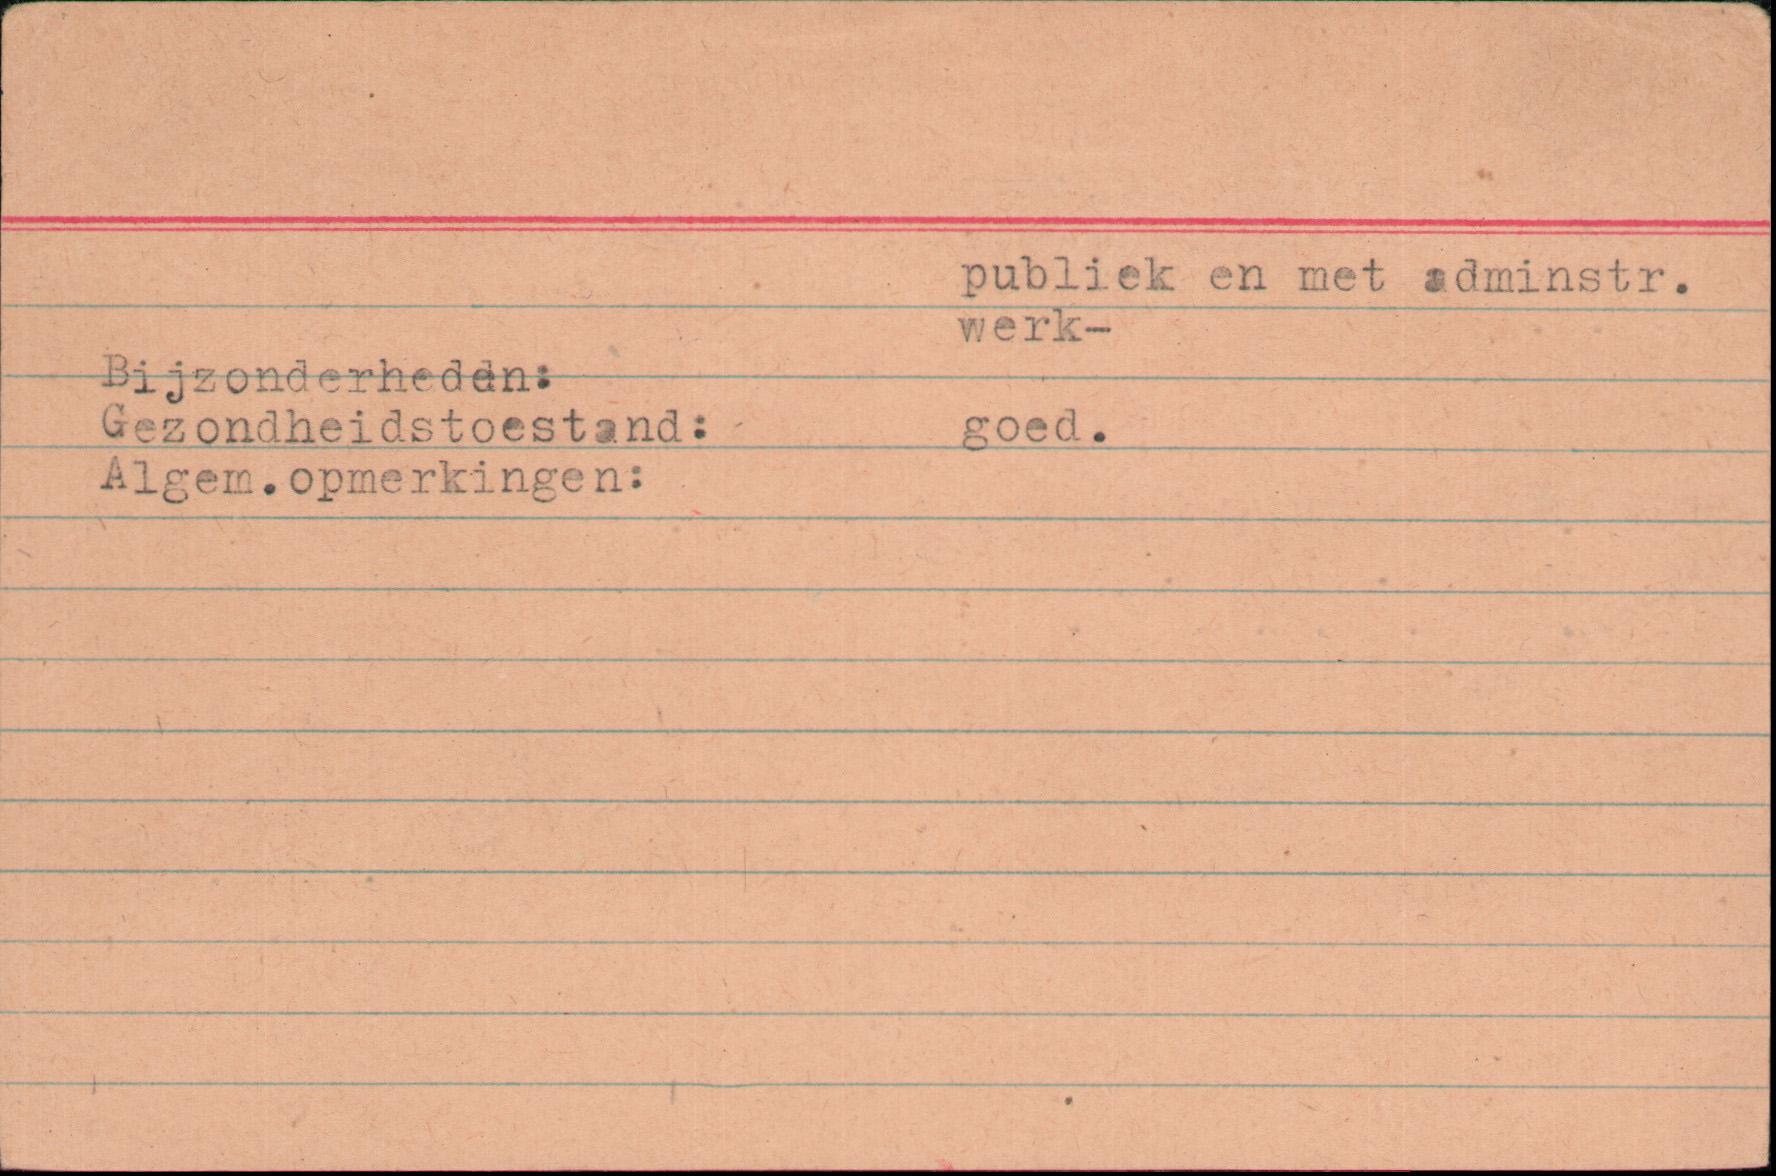 publiek en met adminstr.
werk-
Bijzonderheden:
Gezondheidstoestand: goed.
Algem.opmerkingen: